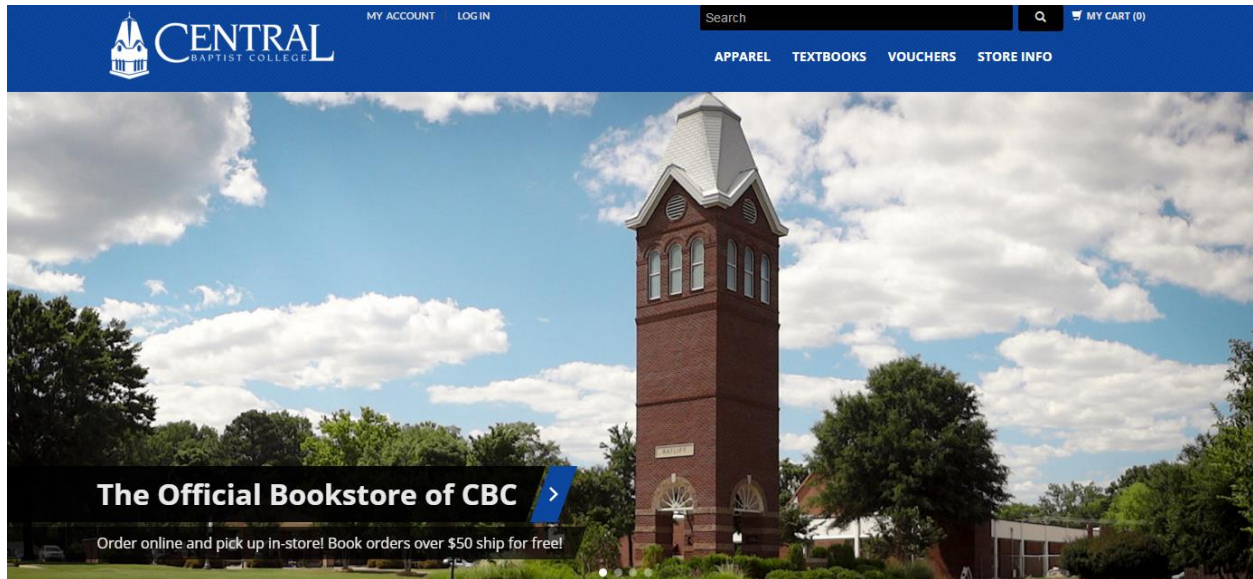 MY ACCOUNT LOG IN
Search
MY CART (0)
CENTRAL
BAPTIST COLLEGE
APPAREL TEXTBOOKS VOUCHERS STORE INFO
RATLIFF
The Official Bookstore of CBC
Order online and pick up in-store! Book orders over $50 ship for free!